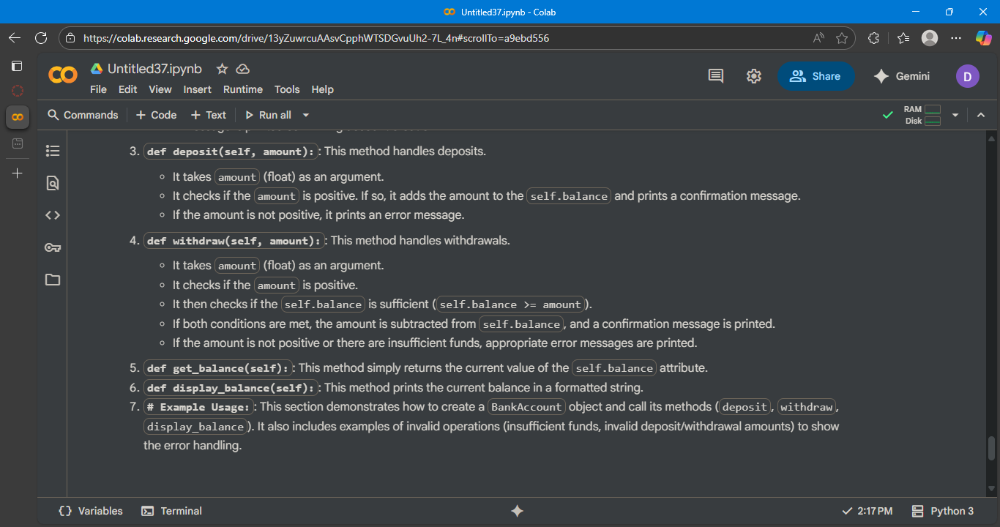 Untitled37.ipynb - Colab
https://colab.research.google.com/drive/13yZuwrcuAAsvCpphWTSDGvuUh2-7L_4n#scrollTo=a9ebd556
Untitled37.ipynb
File Edit View Insert Runtime Tools Help
Share
Gemini
D
Commands + Code + Text Run all
RAM
Disk
3. def deposit(self, amount): : This method handles deposits.
It takes amount (float) as an argument.
It checks if the amount is positive. If so, it adds the amount to the self.balance and prints a confirmation message.
If the amount is not positive, it prints an error message.
4. def withdraw(self, amount): : This method handles withdrawals.
It takes amount (float) as an argument.
It checks if the amount is positive.
It then checks if the self.balance is sufficient ( self.balance >= amount ).
If both conditions are met, the amount is subtracted from self.balance , and a confirmation message is printed.
If the amount is not positive or there are insufficient funds, appropriate error messages are printed.
5. def get_balance(self): : This method simply returns the current value of the self.balance attribute.
6. def display_balance(self): : This method prints the current balance in a formatted string.
7. # Example Usage: : This section demonstrates how to create a BankAccount object and call its methods ( deposit , withdraw ,
display_balance ). It also includes examples of invalid operations (insufficient funds, invalid deposit/withdrawal amounts) to show
the error handling.
Variables Terminal
2:17 PM Python 3